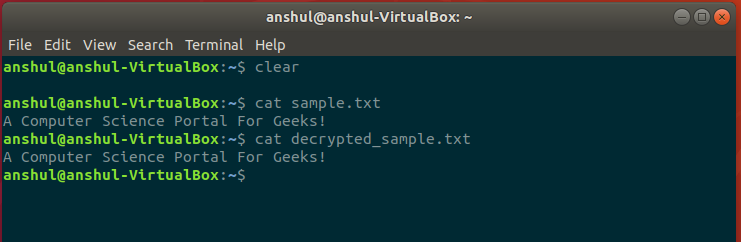 anshul@anshul-VirtualBox: ~
File Edit View Search Terminal Help
anshul@anshul-VirtualBox:~$ clear
anshul@anshul-VirtualBox:~$ cat sample.txt
A Computer Science Portal For Geeks!
anshul@anshul-VirtualBox:~$ cat decrypted_sample.txt
A Computer Science Portal For Geeks!
anshul@anshul-VirtualBox:~$